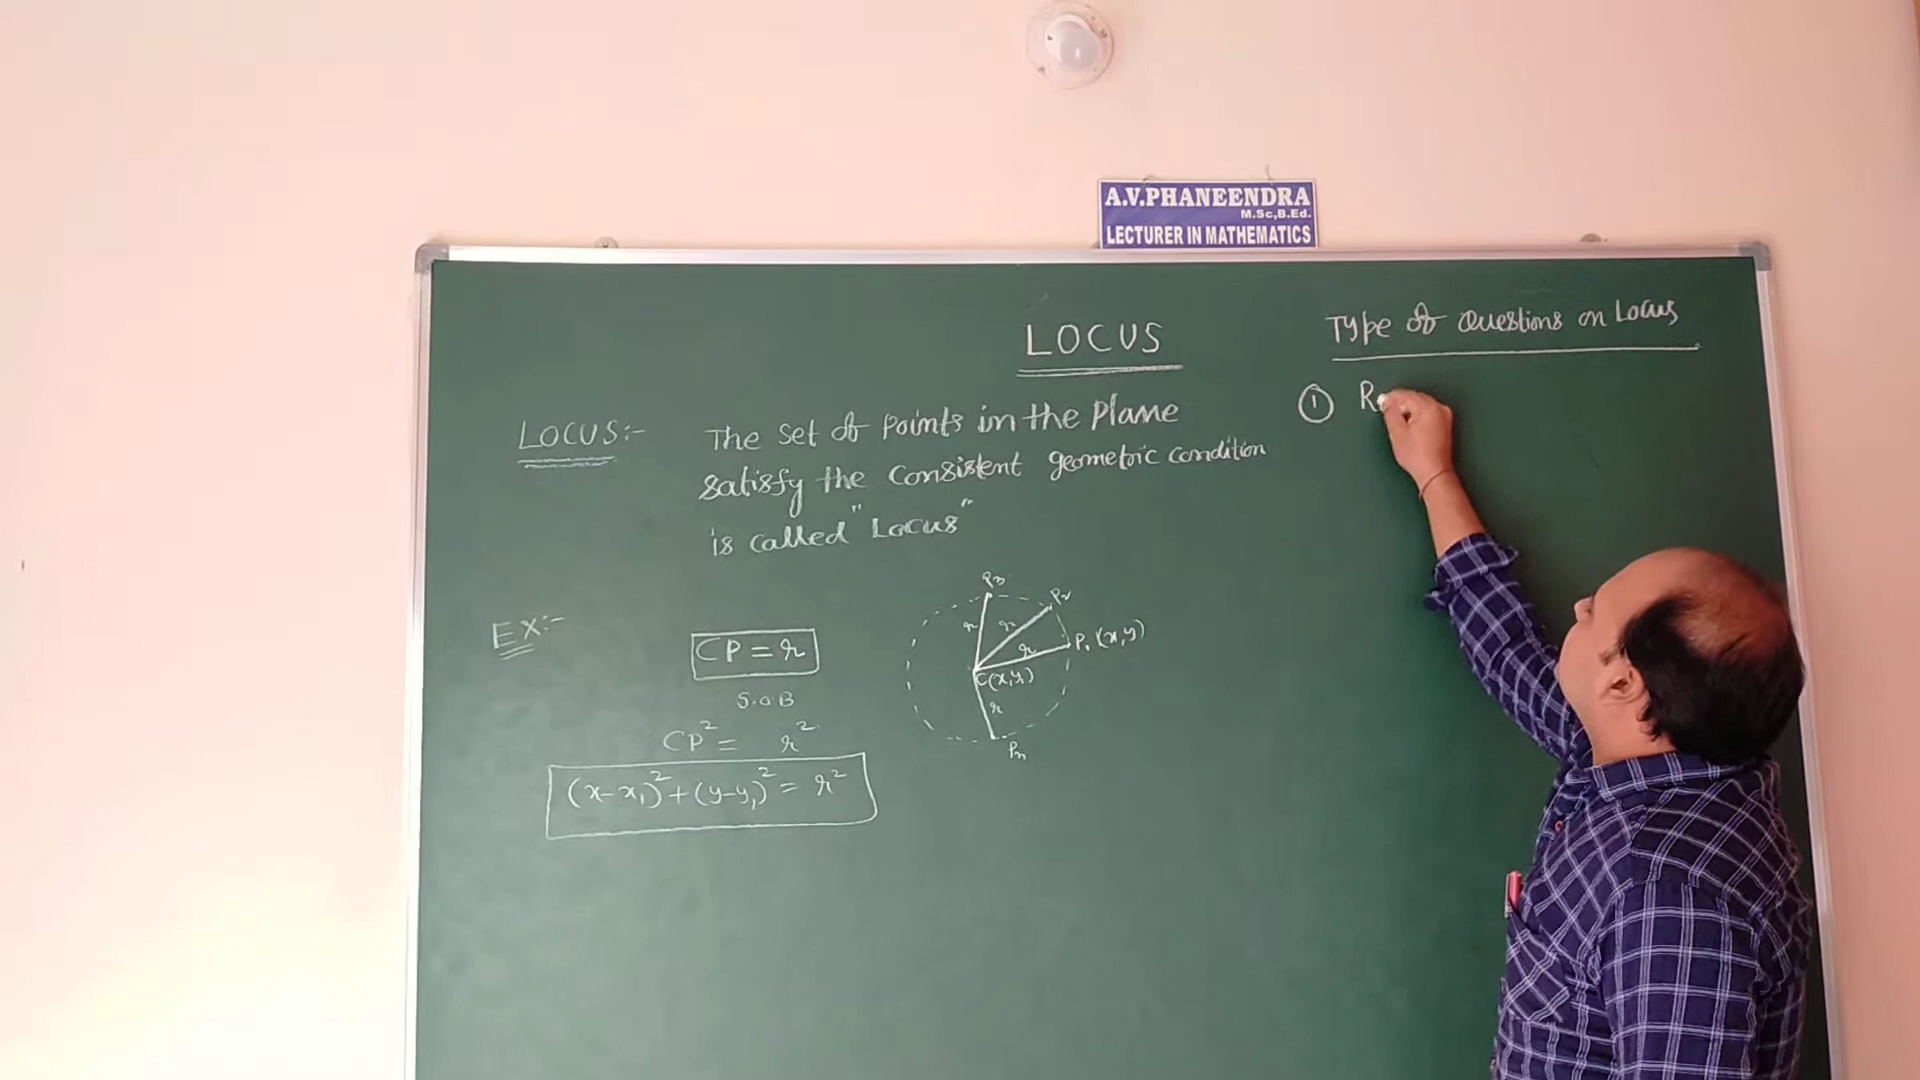 A.V.PHANEENDRA
M.Sc,B.Ed.
LECTURER IN MATHEMATICS
LOCUS
LOCUS:- The set of points in the plane
satisfy the consistent geometric condition
is called "Locus"
EX:-
CP = r
S.O.B
CP² = r²
(x-x₁)² + (y-y₁)² = r²
P₃
P₂
P₁ (x,y)
r
r
r
C(x₁y₁)
r
Pn
Type of Questions on Locus
① R